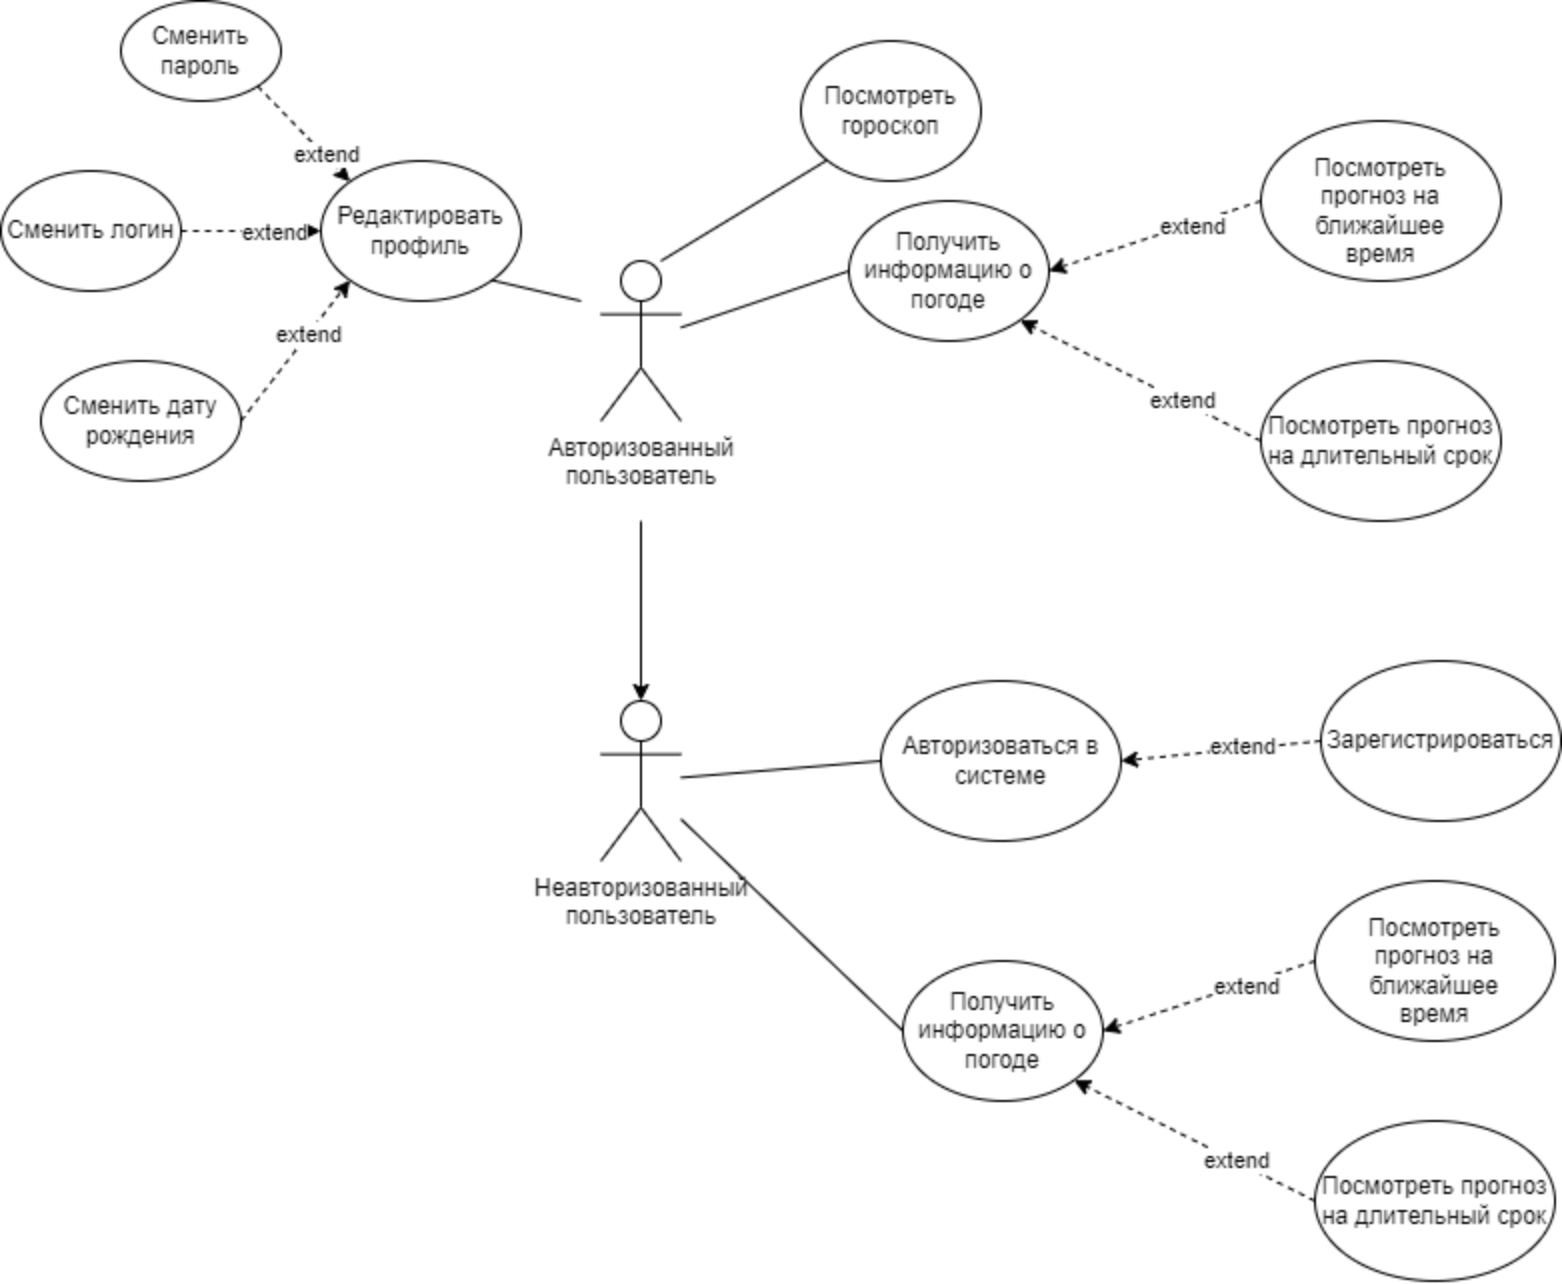 Сменить
пароль
extend
Сменить логин
extend
Редактировать
профиль
extend
Сменить дату
рождения
Посмотреть
гороскоп
Получить
информацию о
погоде
extend
Посмотреть
прогноз на
ближайшее
время
extend
Посмотреть прогноз
на длительный срок
Авторизованный
пользователь
Неавторизованный
пользователь
Авторизоваться в
системе
extend
Зарегистрироваться
Получить
информацию о
погоде
extend
Посмотреть
прогноз на
ближайшее
время
extend
Посмотреть прогноз
на длительный срок